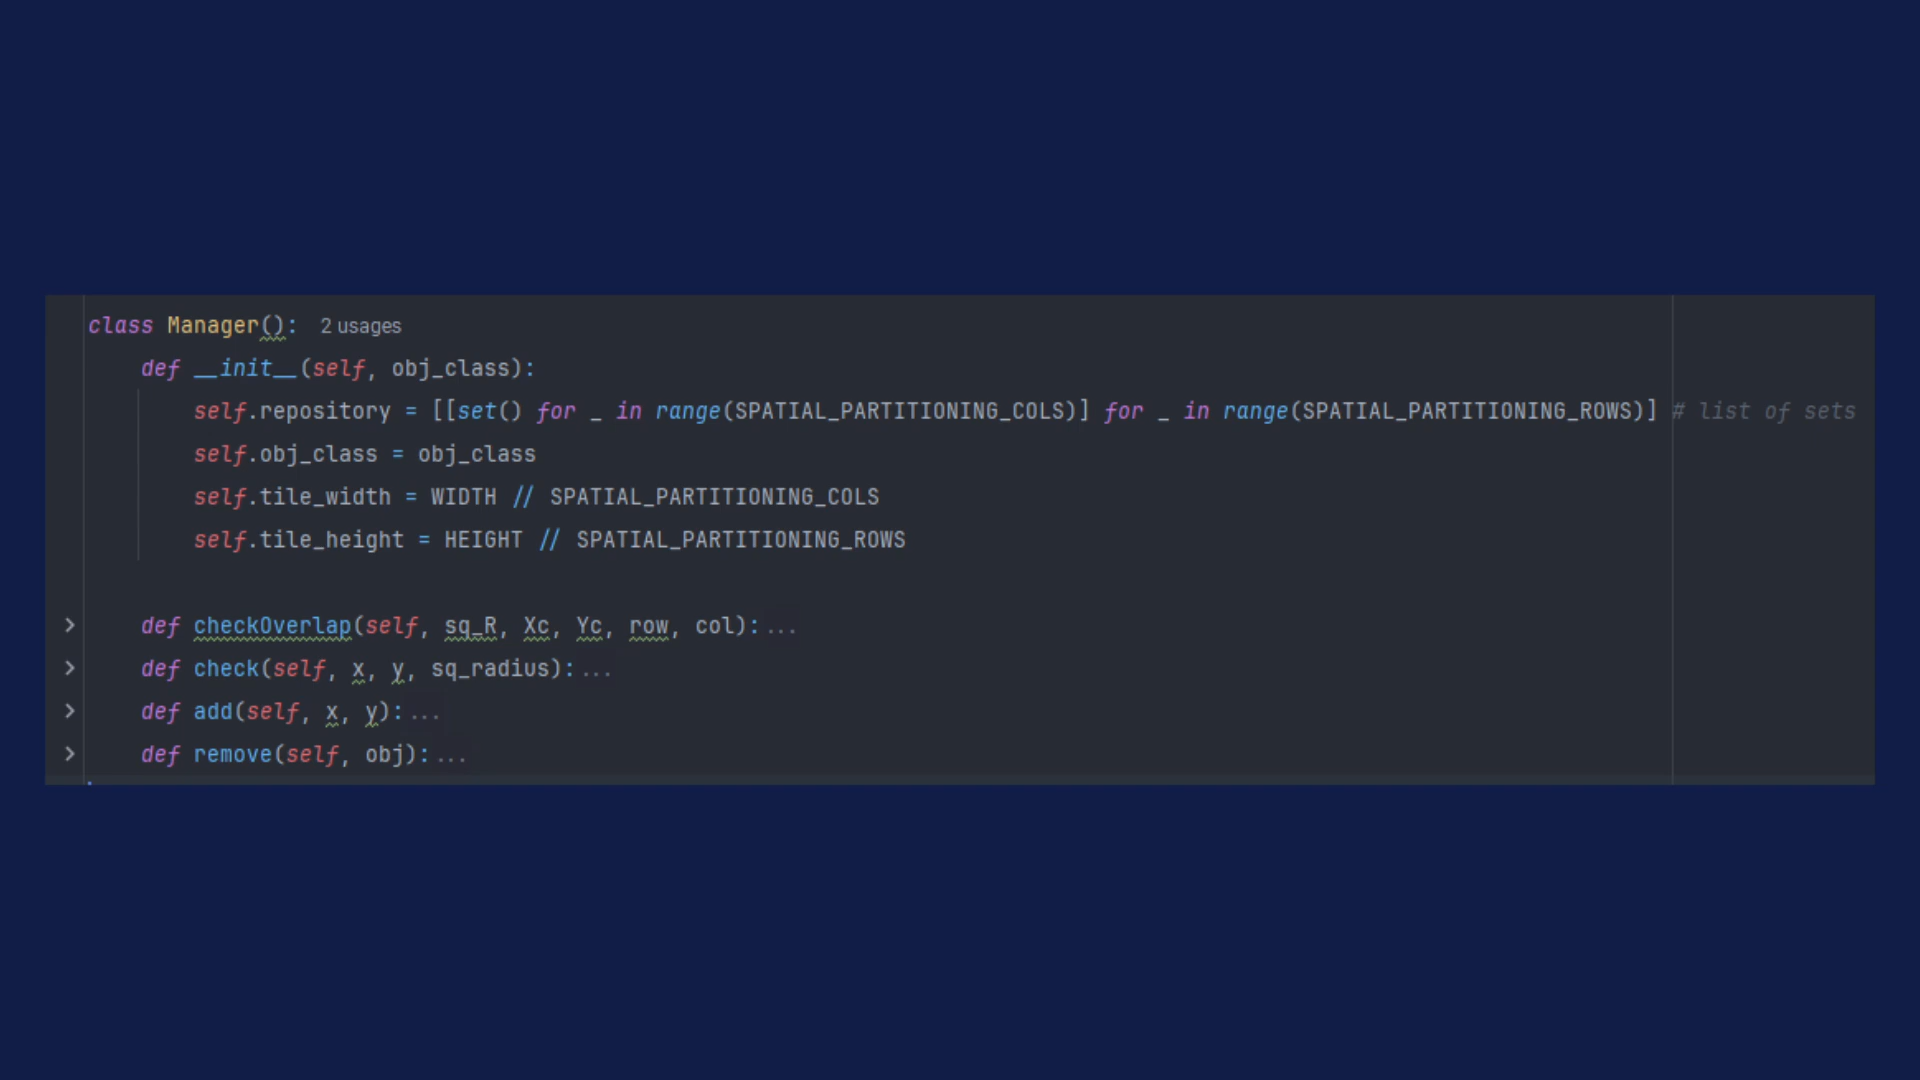 class Manager(): 2 usages
def __init__(self, obj_class):
self.repository = [[set() for _ in range(SPATIAL_PARTITIONING_COLS)] for _ in range(SPATIAL_PARTITIONING_ROWS)] # list of sets
self.obj_class = obj_class
self.tile_width = WIDTH // SPATIAL_PARTITIONING_COLS
self.tile_height = HEIGHT // SPATIAL_PARTITIONING_ROWS
def checkOverlap(self, sq_R, Xc, Yc, row, col):...
def check(self, x, y, sq_radius):...
def add(self, x, y):...
def remove(self, obj):...